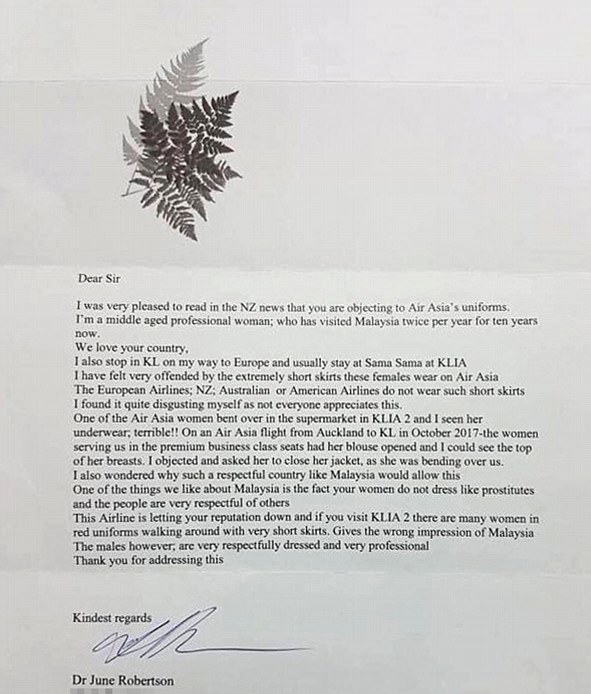 Dear Sir
I was very pleased to read in the NZ news that you are objecting to Air Asia's uniforms.
I'm a middle aged professional woman; who has visited Malaysia twice per year for ten years
now.
We love your country,
I also stop in KL on my way to Europe and usually stay at Sama Sama at KLIA
I have felt very offended by the extremely short skirts these females wear on Air Asia
The European Airlines; NZ; Australian or American Airlines do not wear such short skirts
I found it quite disgusting myself as not everyone appreciates this.
One of the Air Asia women bent over in the supermarket in KLIA 2 and I seen her
underwear; terrible!! On an Air Asia flight from Auckland to KL in October 2017-the women
serving us in the premium business class seats had her blouse opened and I could see the top
of her breasts. I objected and asked her to close her jacket, as she was bending over us.
I also wondered why such a respectful country like Malaysia would allow this
One of the things we like about Malaysia is the fact your women do not dress like prostitutes
and the people are very respectful of others
This Airline is letting your reputation down and if you visit KLIA 2 there are many women in
red uniforms walking around with very short skirts. Gives the wrong impression of Malaysia
The males however; are very respectfully dressed and very professional
Thank you for addressing this
Kindest regards
Dr June Robertson